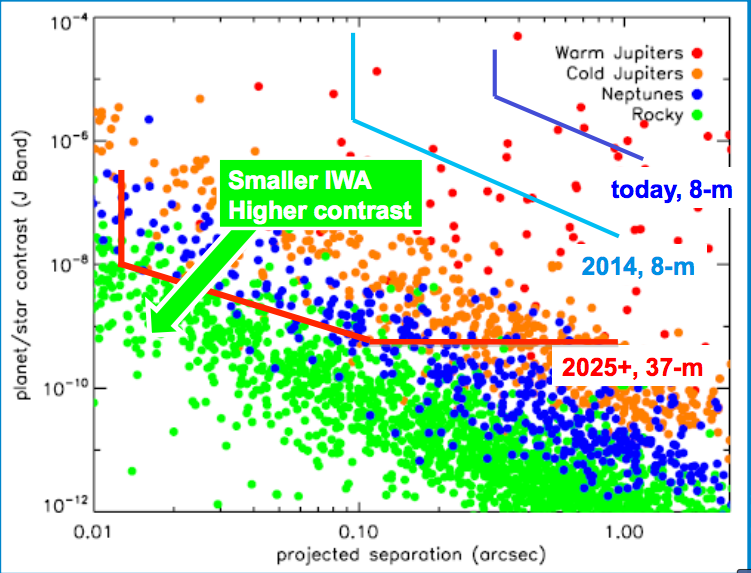 10⁻⁴
Warm Jupiters
Cold Jupiters
Neptunes
Rocky
10⁻⁶
Smaller IWA
Higher contrast
today, 8-m
planet/star contrast (J Band)
10⁻⁸
2014, 8-m
2025+, 37-m
10⁻¹⁰
10⁻¹²
0.01 0.10 1.00
projected separation (arcsec)